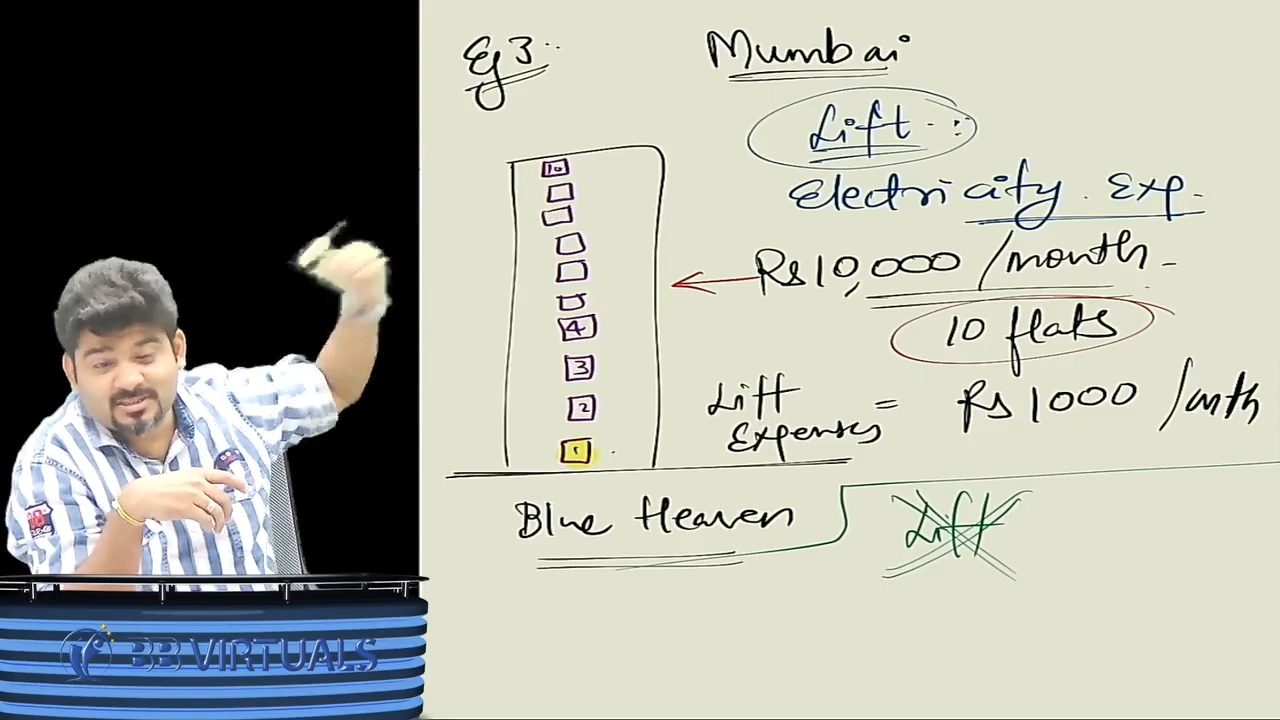 Eg 3:
Mumbai
Lift :
Electricity Exp.
Rs 10,000 /month
10 flats
Lift Expenses = Rs 1000 /mth
10
4
3
2
1
Blue Heaven
Lift
BB VIRTUALS